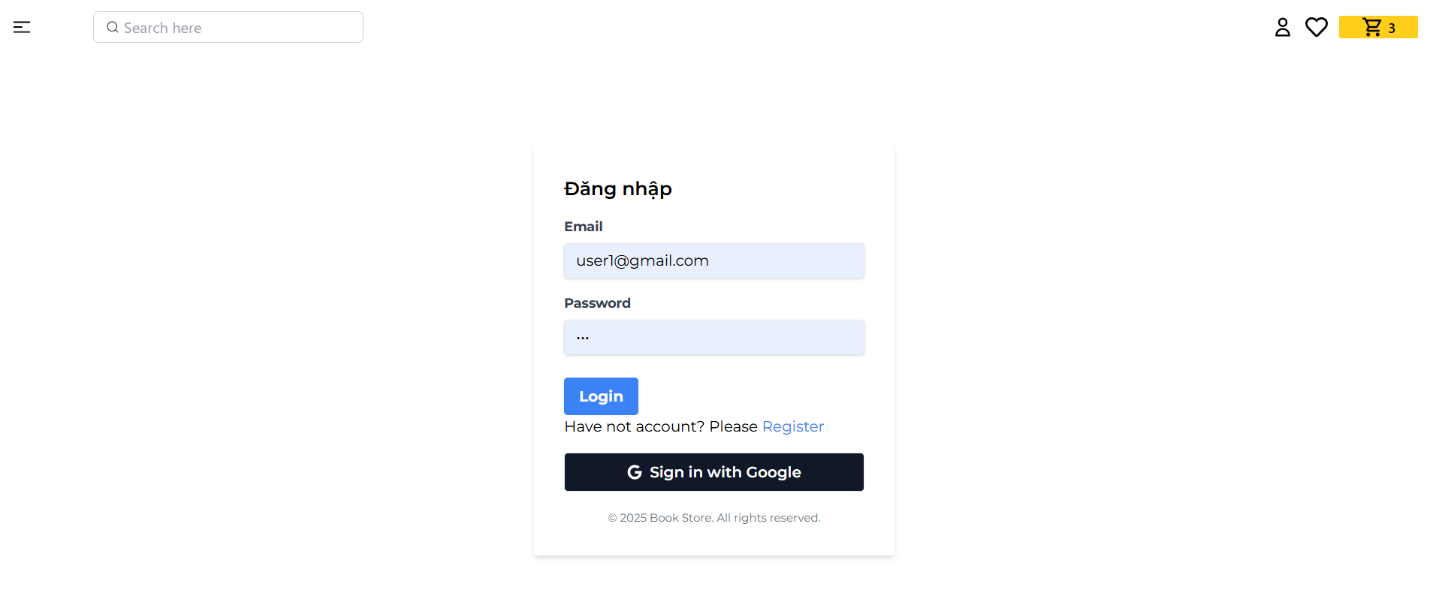 Search here
3
Đăng nhập
Email
user1@gmail.com
Password
...
Login
Have not account? Please Register
G Sign in with Google
© 2025 Book Store. All rights reserved.